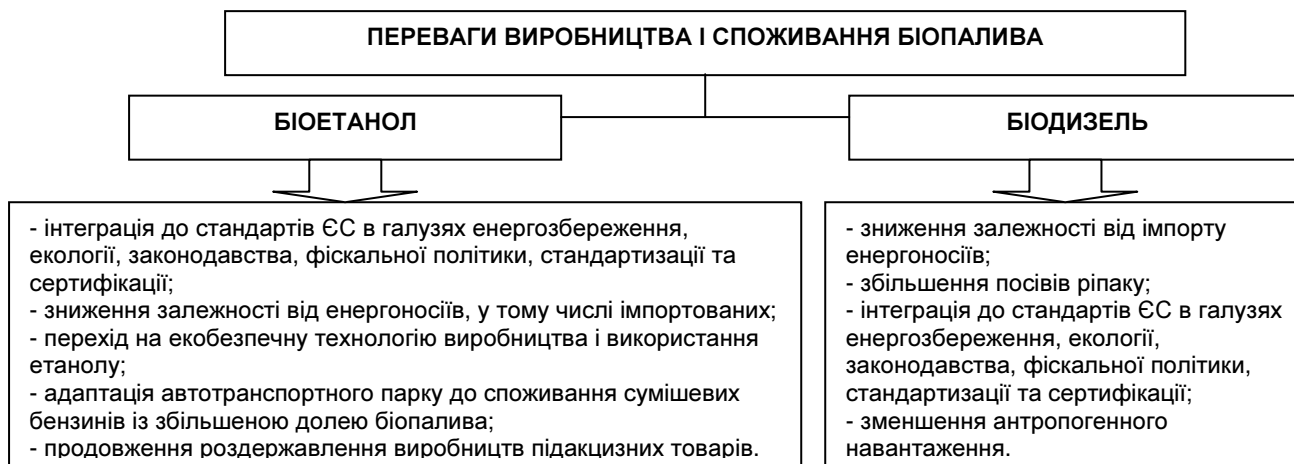 ПЕРЕВАГИ ВИРОБНИЦТВА І СПОЖИВАННЯ БІОПАЛИВА
БІОЕТАНОЛ
- інтеграція до стандартів ЄС в галузях енергозбереження,
екології, законодавства, фіскальної політики, стандартизації та
сертифікації;
- зниження залежності від енергоносіїв, у тому числі імпортованих;
- перехід на екобезпечну технологію виробництва і використання
етанолу;
- адаптація автотранспортного парку до споживання сумішевих
бензинів із збільшеною долею біопалива;
- продовження роздержавлення виробництв підакцизних товарів.
БІОДИЗЕЛЬ
- зниження залежності від імпорту
енергоносіїв;
- збільшення посівів ріпаку;
- інтеграція до стандартів ЄС в галузях
енергозбереження, екології,
законодавства, фіскальної політики,
стандартизації та сертифікації;
- зменшення антропогенного
навантаження.